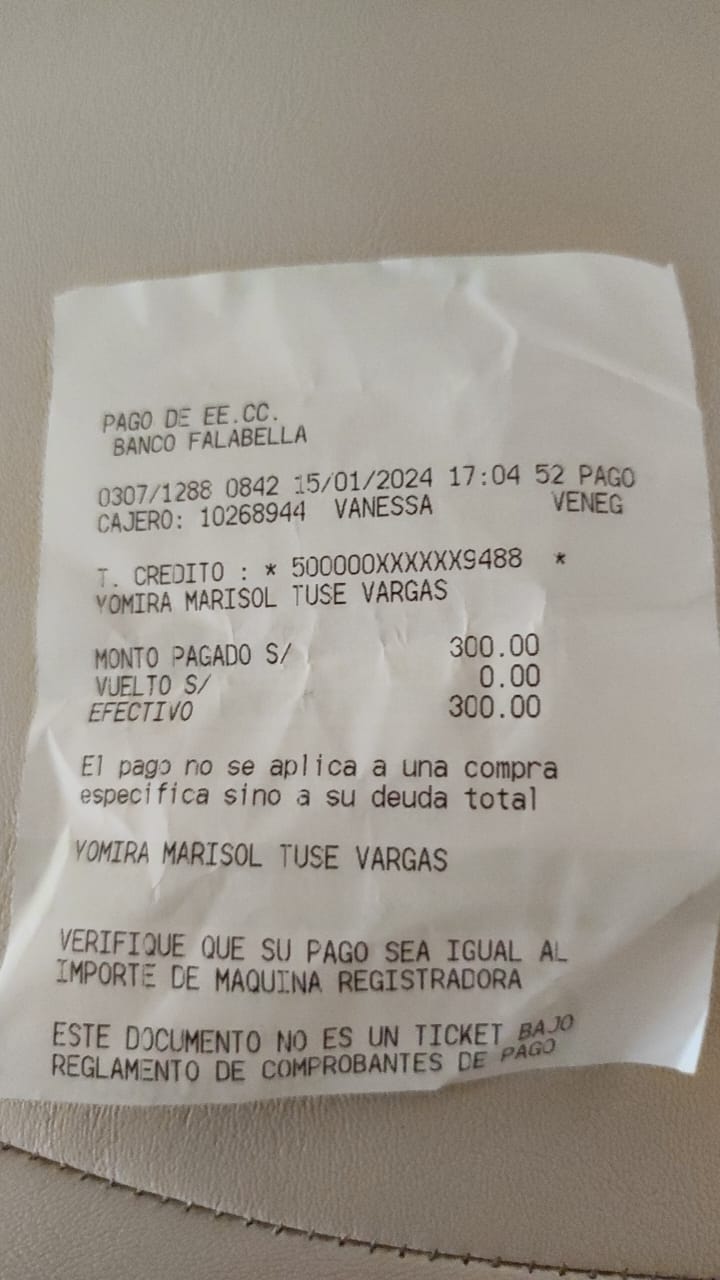 PAGO DE EE.CC.
BANCO FALABELLA
0307/1288 0842 15/01/2024 17:04 52 PAGO
CAJERO: 10268944 VANESSA VENEG
T. CREDITO : * 500000XXXXXX9488 *
YOMIRA MARISOL TUSE VARGAS
MONTO PAGADO S/ 300.00
VUELTO S/ 0.00
EFECTIVO 300.00
El pago no se aplica a una compra
especifica sino a su deuda total
YOMIRA MARISOL TUSE VARGAS
VERIFIQUE QUE SU PAGO SEA IGUAL AL
IMPORTE DE MAQUINA REGISTRADORA
ESTE DOCUMENTO NO ES UN TICKET BAJO
REGLAMENTO DE COMPROBANTES DE PAGO